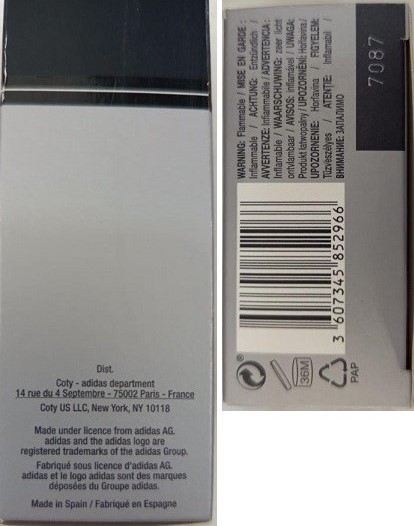 Dist.
Coty - adidas department
14 rue du 4 Septembre - 75002 Paris - France
Coty US LLC, New York, NY 10118
Made under licence from adidas AG.
adidas and the adidas logo are
registered trademarks of the adidas Group.
Fabriqué sous licence d'adidas AG.
adidas et le logo adidas sont des marques
déposées du Groupe adidas.
Made in Spain / Fabriqué en Espagne
WARNING: Flammable / MISE EN GARDE :
Inflammable / ACHTUNG: Entzündlich
AVVERTENZE: Infiammabile / ADVERTENCIA :
Inflamable / WAARSCHUWING: zeer licht
ontvlambaar / AVISOS: inflamável / UWAGA:
Produkt łatwopalny / UPOZORNĚNÍ: Hořlavina /
UPOZORNENIE: Horľavina / FIGYELEM:
Tűzveszélyes / ATENŢIE: Inflamabil /
ВНИМАНИЕ: ЗАПАЛИМО
7087
3 607345 852966
36M
PAP